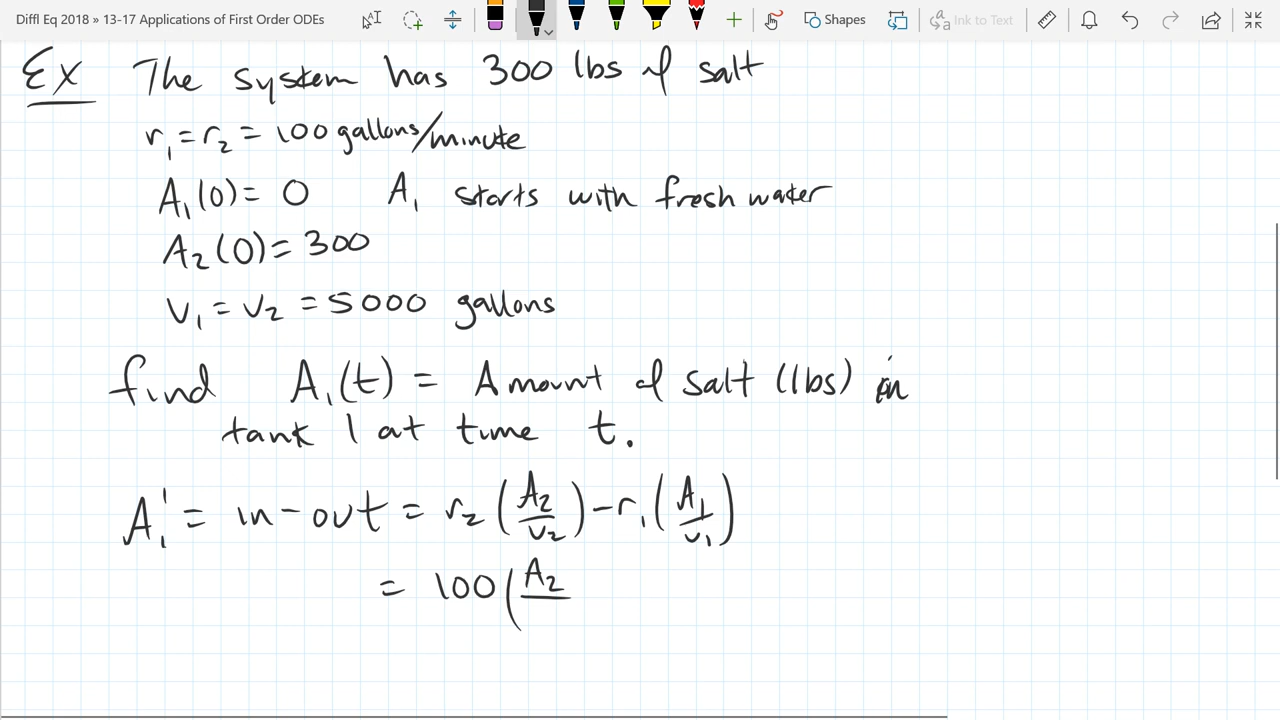 Diffl Eq 2018 » 13-17 Applications of First Order ODEs
Shapes
Ink to Text
Ex The system has 300 lbs of salt
r₁ = r₂ = 100 gallons/minute
A₁(0) = 0 A₁ starts with fresh water
A₂(0) = 300
V₁ = V₂ = 5000 gallons
find A₁(t) = Amount of salt (lbs) in
tank 1 at time t.
A₁' = in-out = r₂ (A₂/V₂) - r₁ (A₁/V₁)
= 100 (A₂/